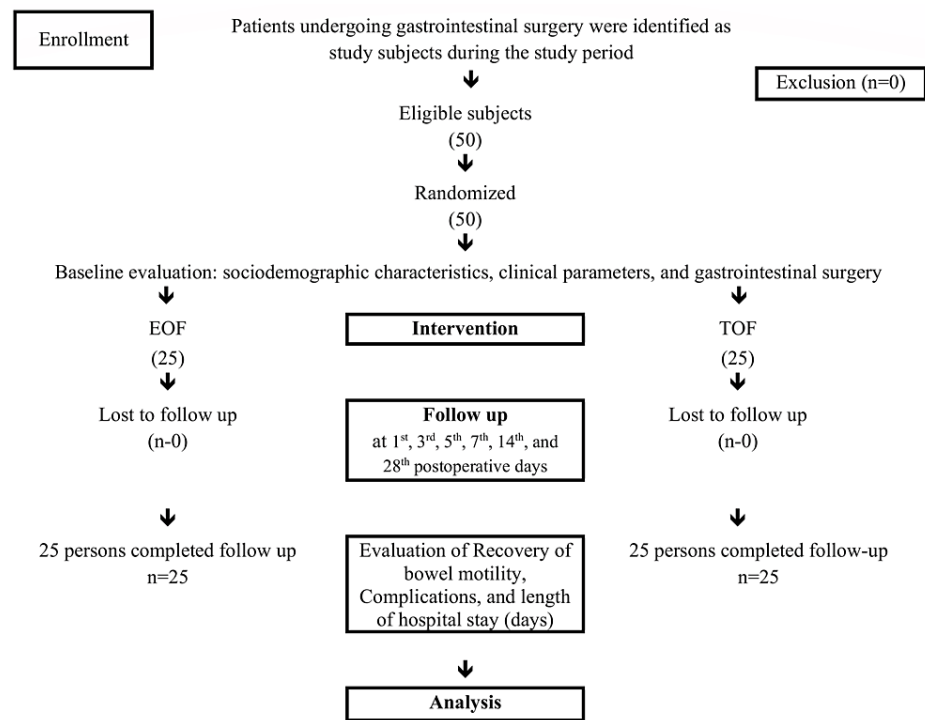 Enrollment
Patients undergoing gastrointestinal surgery were identified as
study subjects during the study period
Exclusion (n=0)
Eligible subjects
(50)
Randomized
(50)
Baseline evaluation: sociodemographic characteristics, clinical parameters, and gastrointestinal surgery
EOF
(25)
Intervention
TOF
(25)
Lost to follow up
(n-0)
Follow up
at 1st, 3rd, 5th, 7th, 14th, and
28th postoperative days
Lost to follow up
(n-0)
25 persons completed follow up
n=25
Evaluation of Recovery of
bowel motility,
Complications, and length
of hospital stay (days)
25 persons completed follow-up
n=25
Analysis